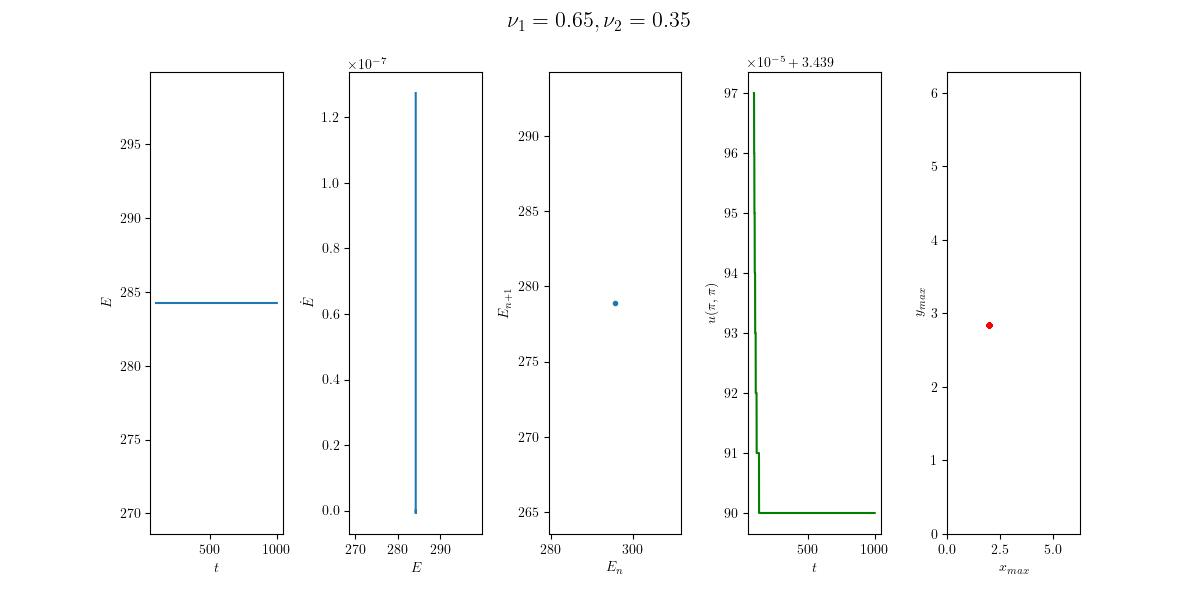 ν₁ = 0.65, ν₂ = 0.35
295
290
285
280
275
270
E
500 1000
t
×10⁻⁷
1.2
1.0
0.8
0.6
0.4
0.2
0.0
Ė
270 280 290
E
290
285
280
275
270
265
Eₙ₊₁
280 300
Eₙ
×10⁻⁵ + 3.439
97
96
95
94
93
92
91
90
u(π, π)
500 1000
t
6
5
4
3
2
1
0
y_max
0.0 2.5 5.0
x_max